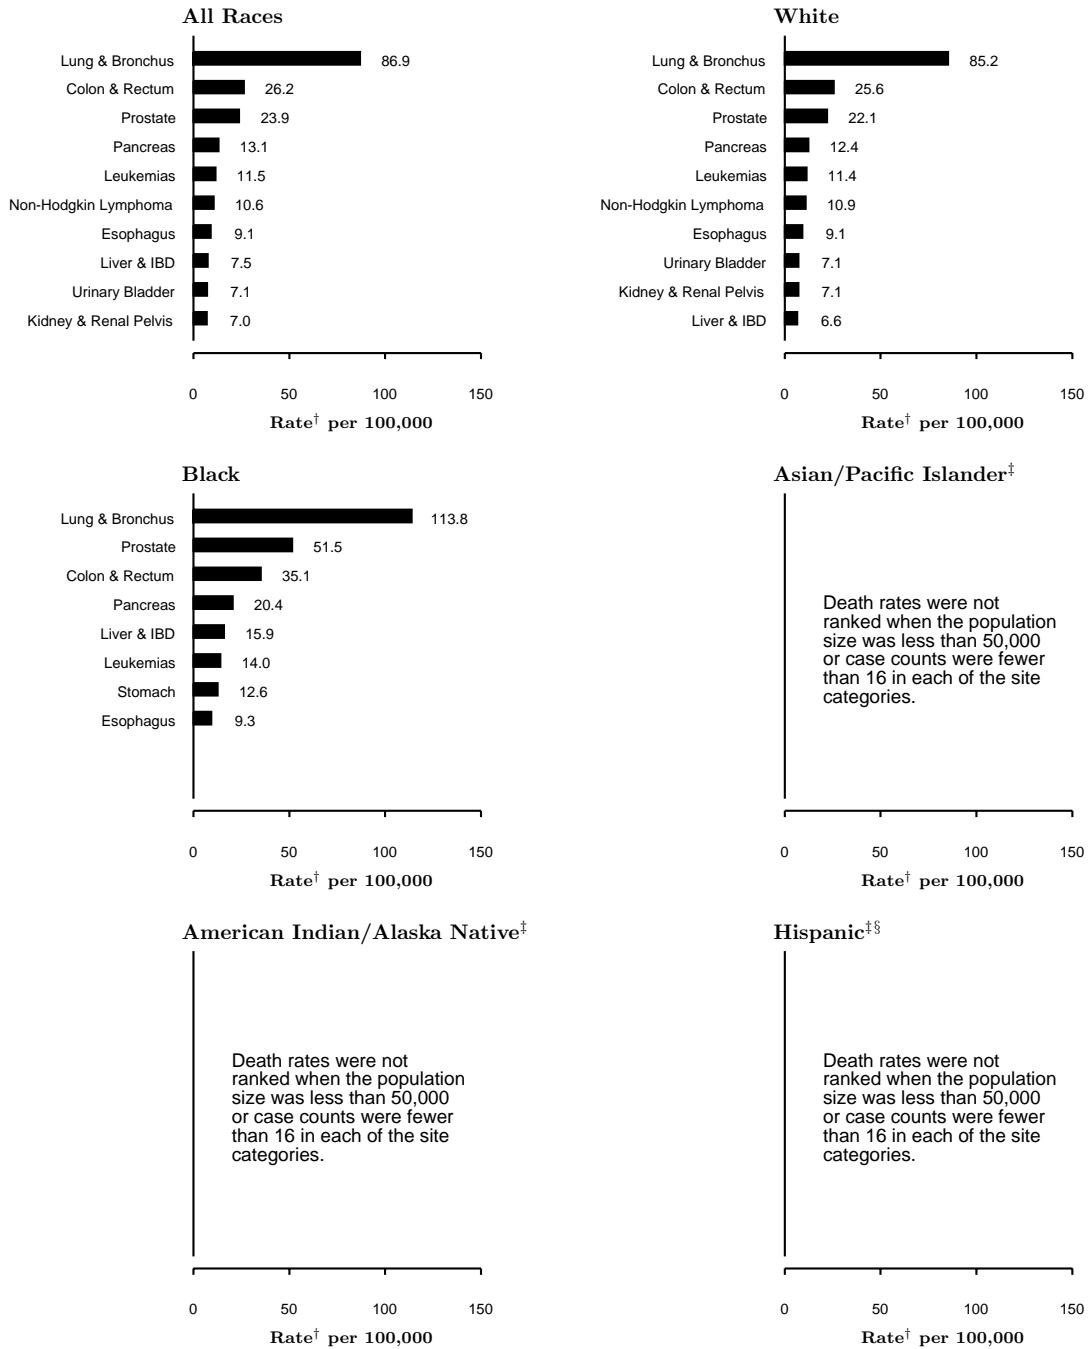 All Races
Lung & Bronchus 86.9
Colon & Rectum 26.2
Prostate 23.9
Pancreas 13.1
Leukemias 11.5
Non-Hodgkin Lymphoma 10.6
Esophagus 9.1
Liver & IBD 7.5
Urinary Bladder 7.1
Kidney & Renal Pelvis 7.0
0 50 100 150
Rate† per 100,000
White
Lung & Bronchus 85.2
Colon & Rectum 25.6
Prostate 22.1
Pancreas 12.4
Leukemias 11.4
Non-Hodgkin Lymphoma 10.9
Esophagus 9.1
Urinary Bladder 7.1
Kidney & Renal Pelvis 7.1
Liver & IBD 6.6
0 50 100 150
Rate† per 100,000
Black
Lung & Bronchus 113.8
Prostate 51.5
Colon & Rectum 35.1
Pancreas 20.4
Liver & IBD 15.9
Leukemias 14.0
Stomach 12.6
Esophagus 9.3
0 50 100 150
Rate† per 100,000
Asian/Pacific Islander‡
Death rates were not
ranked when the population
size was less than 50,000
or case counts were fewer
than 16 in each of the site
categories.
0 50 100 150
Rate† per 100,000
American Indian/Alaska Native‡
Death rates were not
ranked when the population
size was less than 50,000
or case counts were fewer
than 16 in each of the site
categories.
0 50 100 150
Rate† per 100,000
Hispanic‡§
Death rates were not
ranked when the population
size was less than 50,000
or case counts were fewer
than 16 in each of the site
categories.
0 50 100 150
Rate† per 100,000